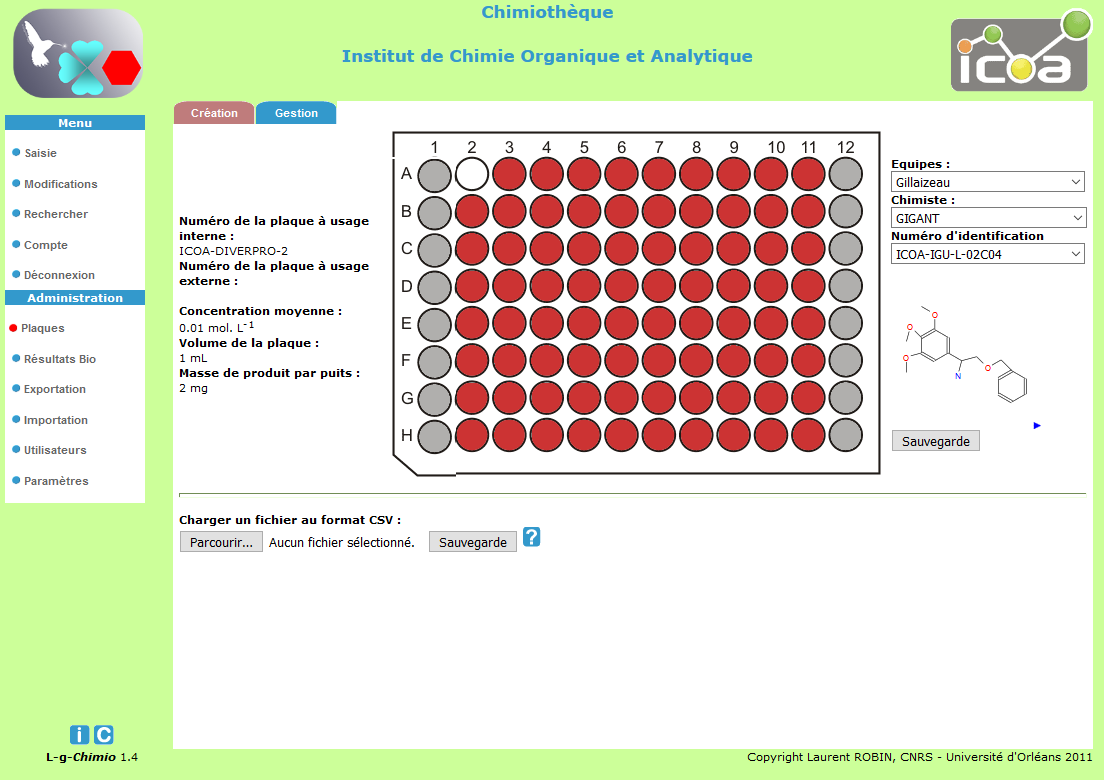 Chimiothèque
Institut de Chimie Organique et Analytique
icoa
Menu
Saisie
Modifications
Rechercher
Compte
Déconnexion
Administration
Plaques
Résultats Bio
Exportation
Importation
Utilisateurs
Paramètres
Création
Gestion
Numéro de la plaque à usage
interne :
ICOA-DIVERPRO-2
Numéro de la plaque à usage
externe :
Concentration moyenne :
0.01 mol. L-1
Volume de la plaque :
1 mL
Masse de produit par puits :
2 mg
1 2 3 4 5 6 7 8 9 10 11 12
A
B
C
D
E
F
G
H
Equipes :
Gillaizeau
Chimiste :
GIGANT
Numéro d'identification
ICOA-IGU-L-02C04
O
O
O
O
N
Sauvegarde
Charger un fichier au format CSV :
Parcourir... Aucun fichier sélectionné. Sauvegarde ?
i C
L-g-Chimio 1.4
Copyright Laurent ROBIN, CNRS - Université d'Orléans 2011